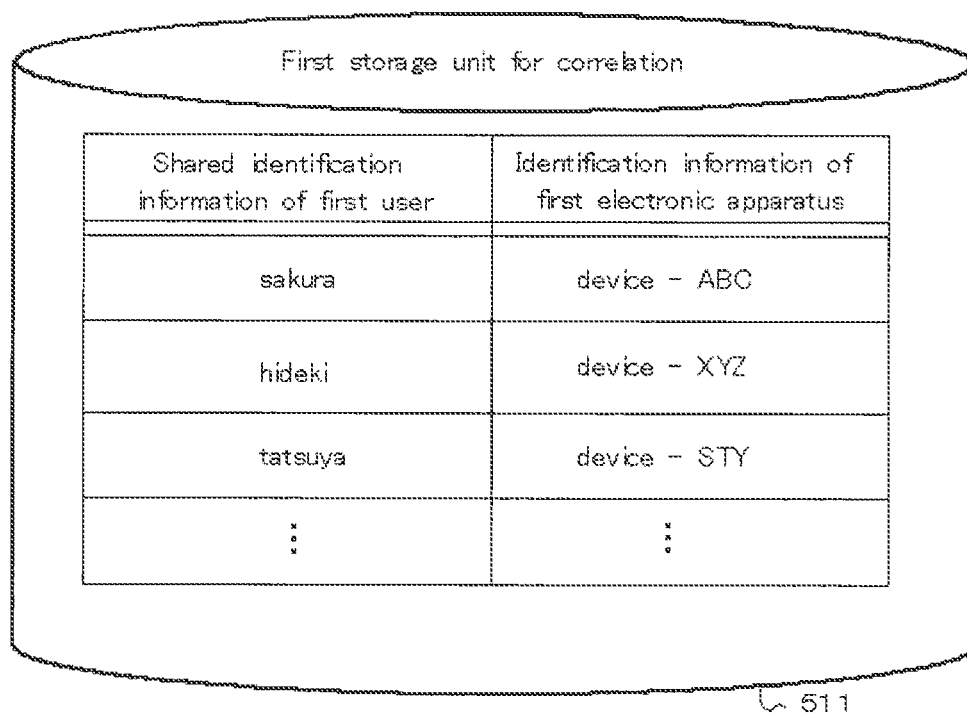 First storage unit for correlation
Shared identification
information of first user
Identification information of
first electronic apparatus
sakura
device - ABC
hideki
device - XYZ
tatsuya
device - STY
511